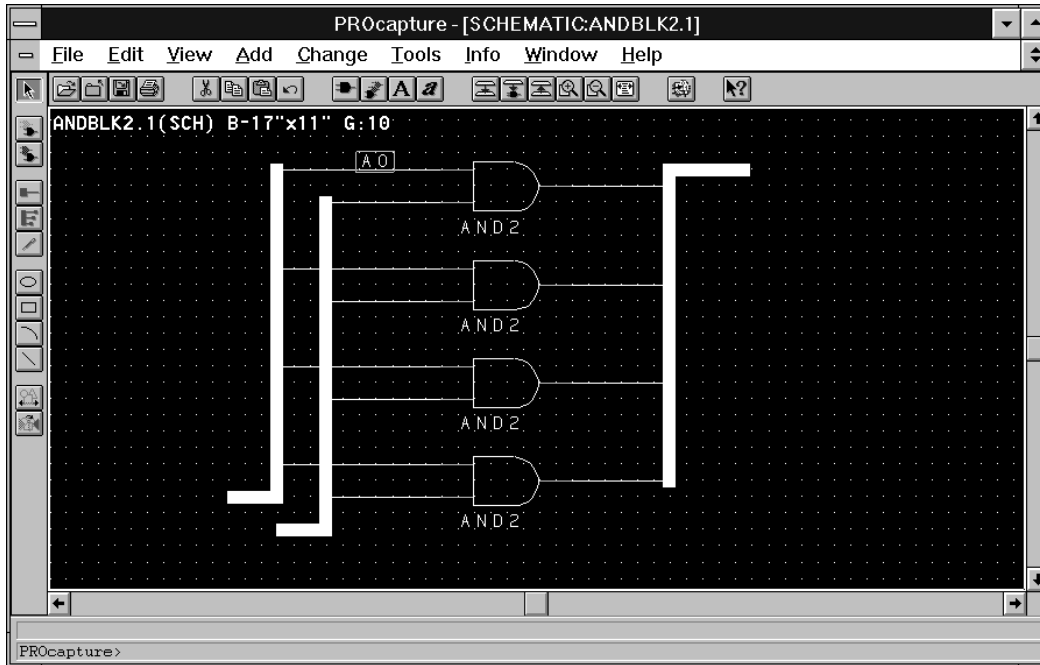 PROcapture - [SCHEMATIC:ANDBLK2.1]
File Edit View Add Change Tools Info Window Help
A a
ANDBLK2.1(SCH) B-17"x11" G:10
A0
AND2
AND2
AND2
AND2
PROcapture>